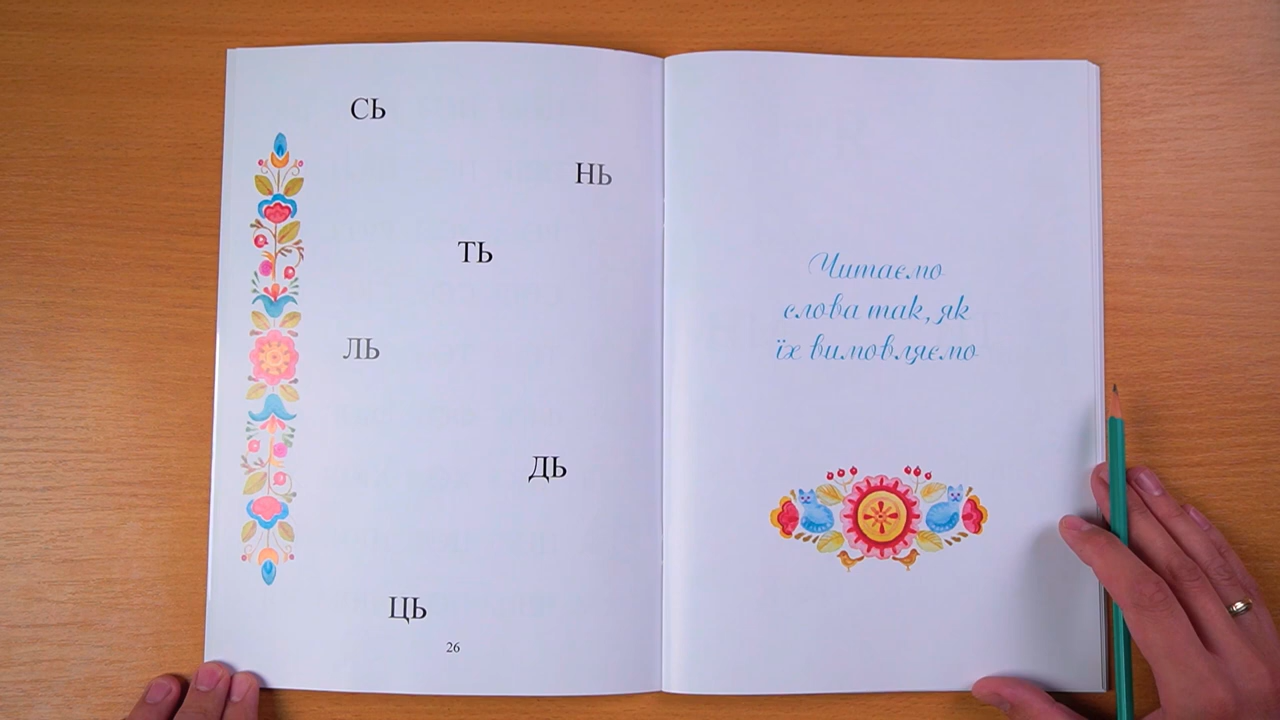 СЬ
НЬ
ТЬ
ЛЬ
ДЬ
ЦЬ
26
Читаємо
слова так, як
їх вимовляємо